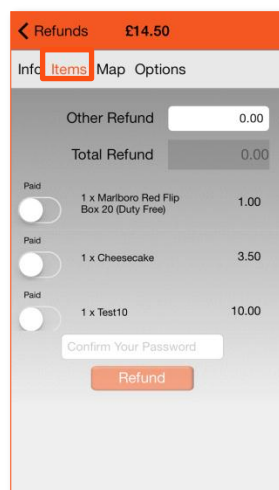 Refunds £14.50
Info Items Map Options
Other Refund 0.00
Total Refund 0.00
Paid
1 x Marlboro Red Flip
Box 20 (Duty Free) 1.00
Paid
1 x Cheesecake 3.50
Paid
1 x Test10 10.00
Confirm Your Password
Refund